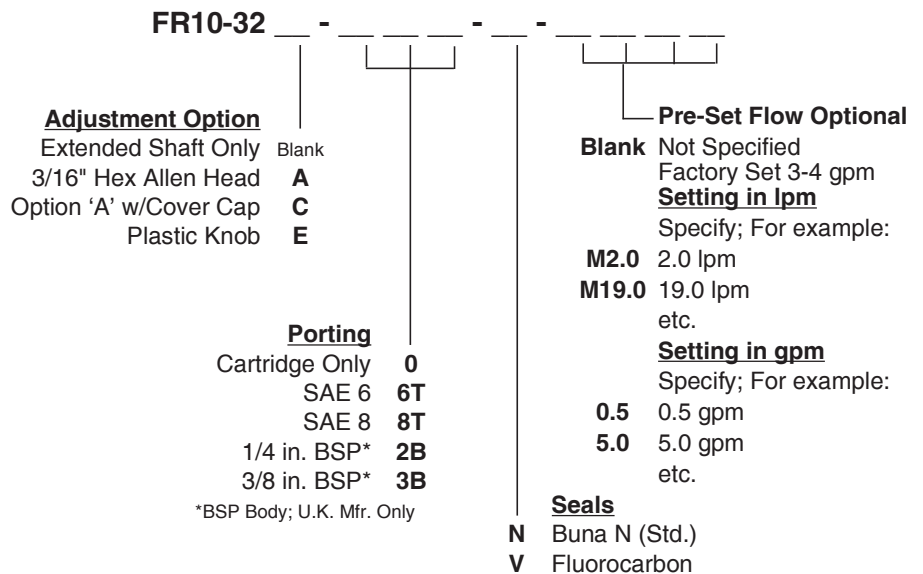 FR10-32 __ - __ __ __ - __ - __ __ __ __
Adjustment Option
Extended Shaft Only Blank
3/16" Hex Allen Head A
Option ‘A’ w/Cover Cap C
Plastic Knob E
Porting
Cartridge Only 0
SAE 6 6T
SAE 8 8T
1/4 in. BSP* 2B
3/8 in. BSP* 3B
*BSP Body; U.K. Mfr. Only
Seals
N Buna N (Std.)
V Fluorocarbon
Pre-Set Flow Optional
Blank Not Specified
Factory Set 3-4 gpm
Setting in lpm
Specify; For example:
M2.0 2.0 lpm
M19.0 19.0 lpm
etc.
Setting in gpm
Specify; For example:
0.5 0.5 gpm
5.0 5.0 gpm
etc.